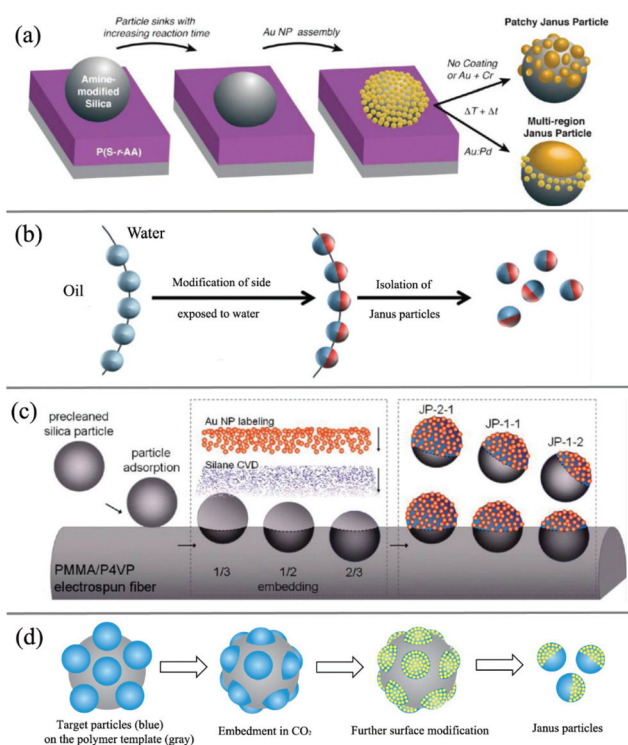 (a)
Particle sinks with
increasing reaction time
Au NP assembly
Patchy Janus Particle
Amine-
modified
Silica
P(S-r-AA)
No Coating
or Au + Cr
ΔT + Δt
Au:Pd
Multi-region
Janus Particle
(b)
Water
Oil
Modification of side
exposed to water
Isolation of
Janus particles
(c)
precleaned
silica particle
particle
adsorption
Au NP labeling
Silane CVD
JP-2-1
JP-1-1
JP-1-2
PMMA/P4VP
electrospun fiber
1/3
1/2
2/3
embedding
(d)
Target particles (blue)
on the polymer template (gray)
Embedment in CO₂
Further surface modification
Janus particles